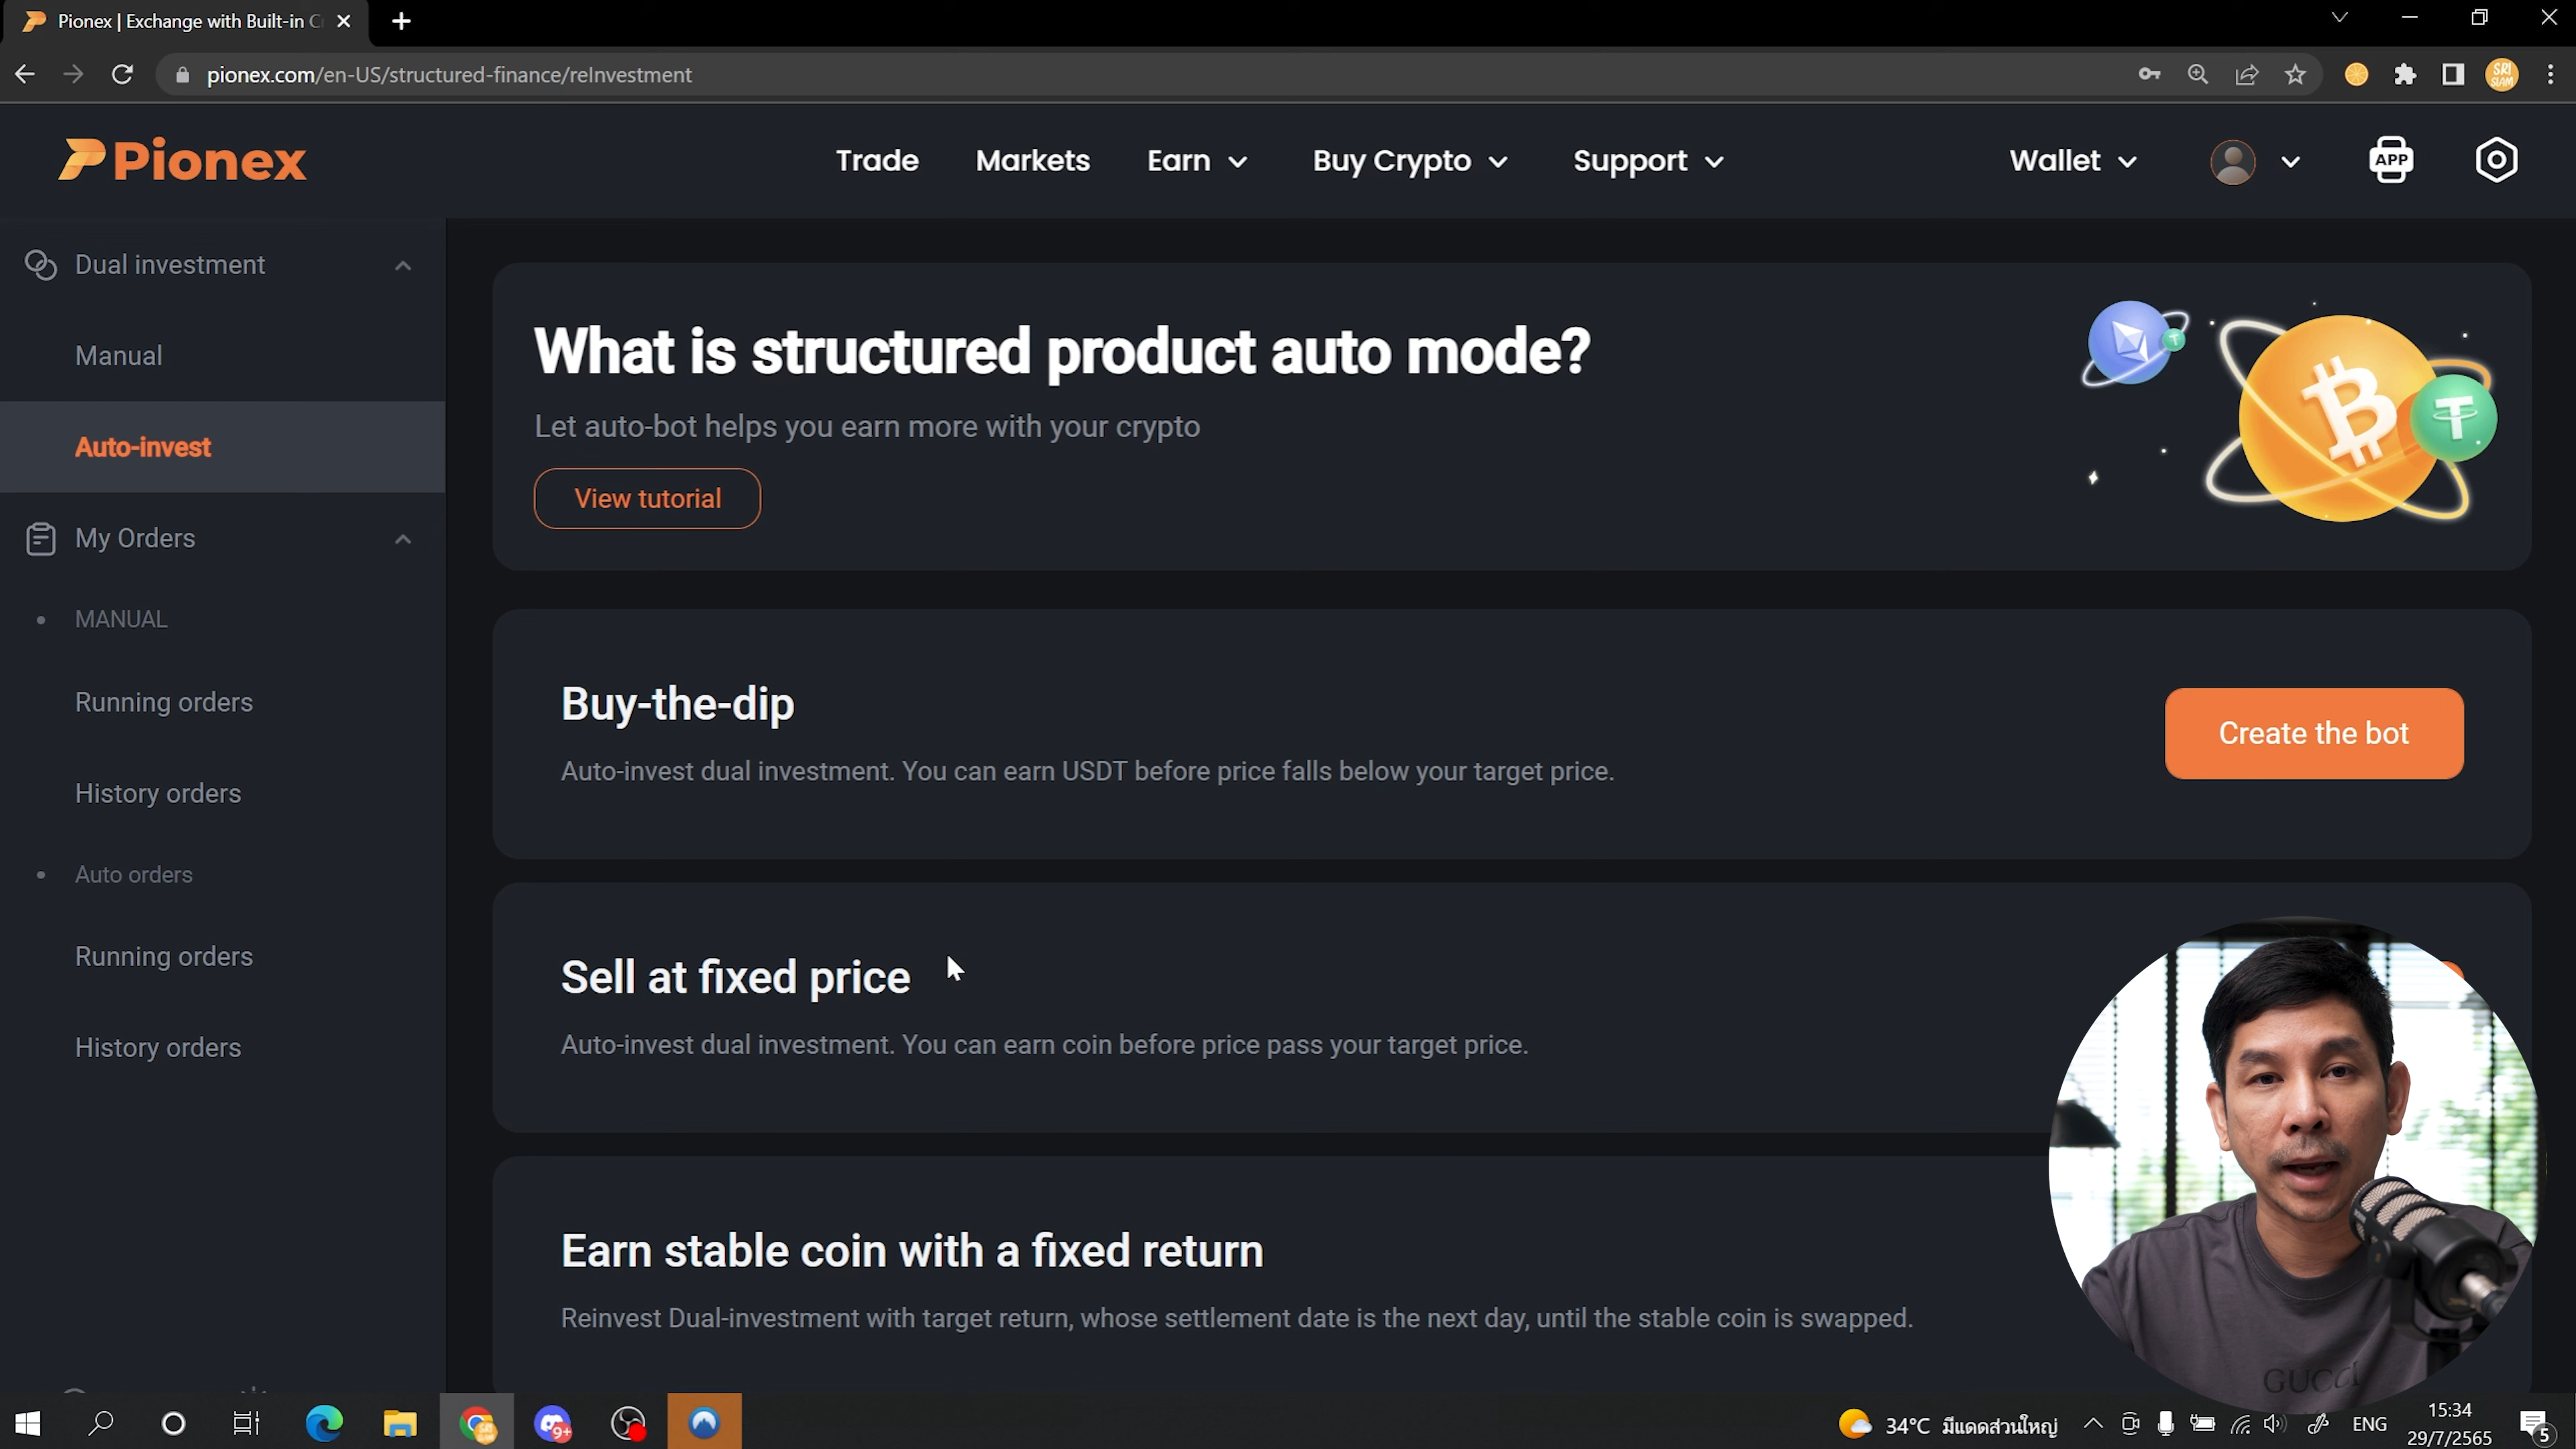 Pionex | Exchange with Built-in Cr
pionex.com/en-US/structured-finance/reInvestment
SRI
SIAM
Pionex
Trade
Markets
Earn
Buy Crypto
Support
Wallet
APP
Dual investment
Manual
Auto-invest
My Orders
MANUAL
Running orders
History orders
Auto orders
Running orders
History orders
What is structured product auto mode?
Let auto-bot helps you earn more with your crypto
View tutorial
Buy-the-dip
Auto-invest dual investment. You can earn USDT before price falls below your target price.
Create the bot
Sell at fixed price
Auto-invest dual investment. You can earn coin before price pass your target price.
Earn stable coin with a fixed return
Reinvest Dual-investment with target return, whose settlement date is the next day, until the stable coin is swapped.
GUCCI
9+
34°C มีแดดส่วนใหญ่
ENG
15:34
29/7/2565
5